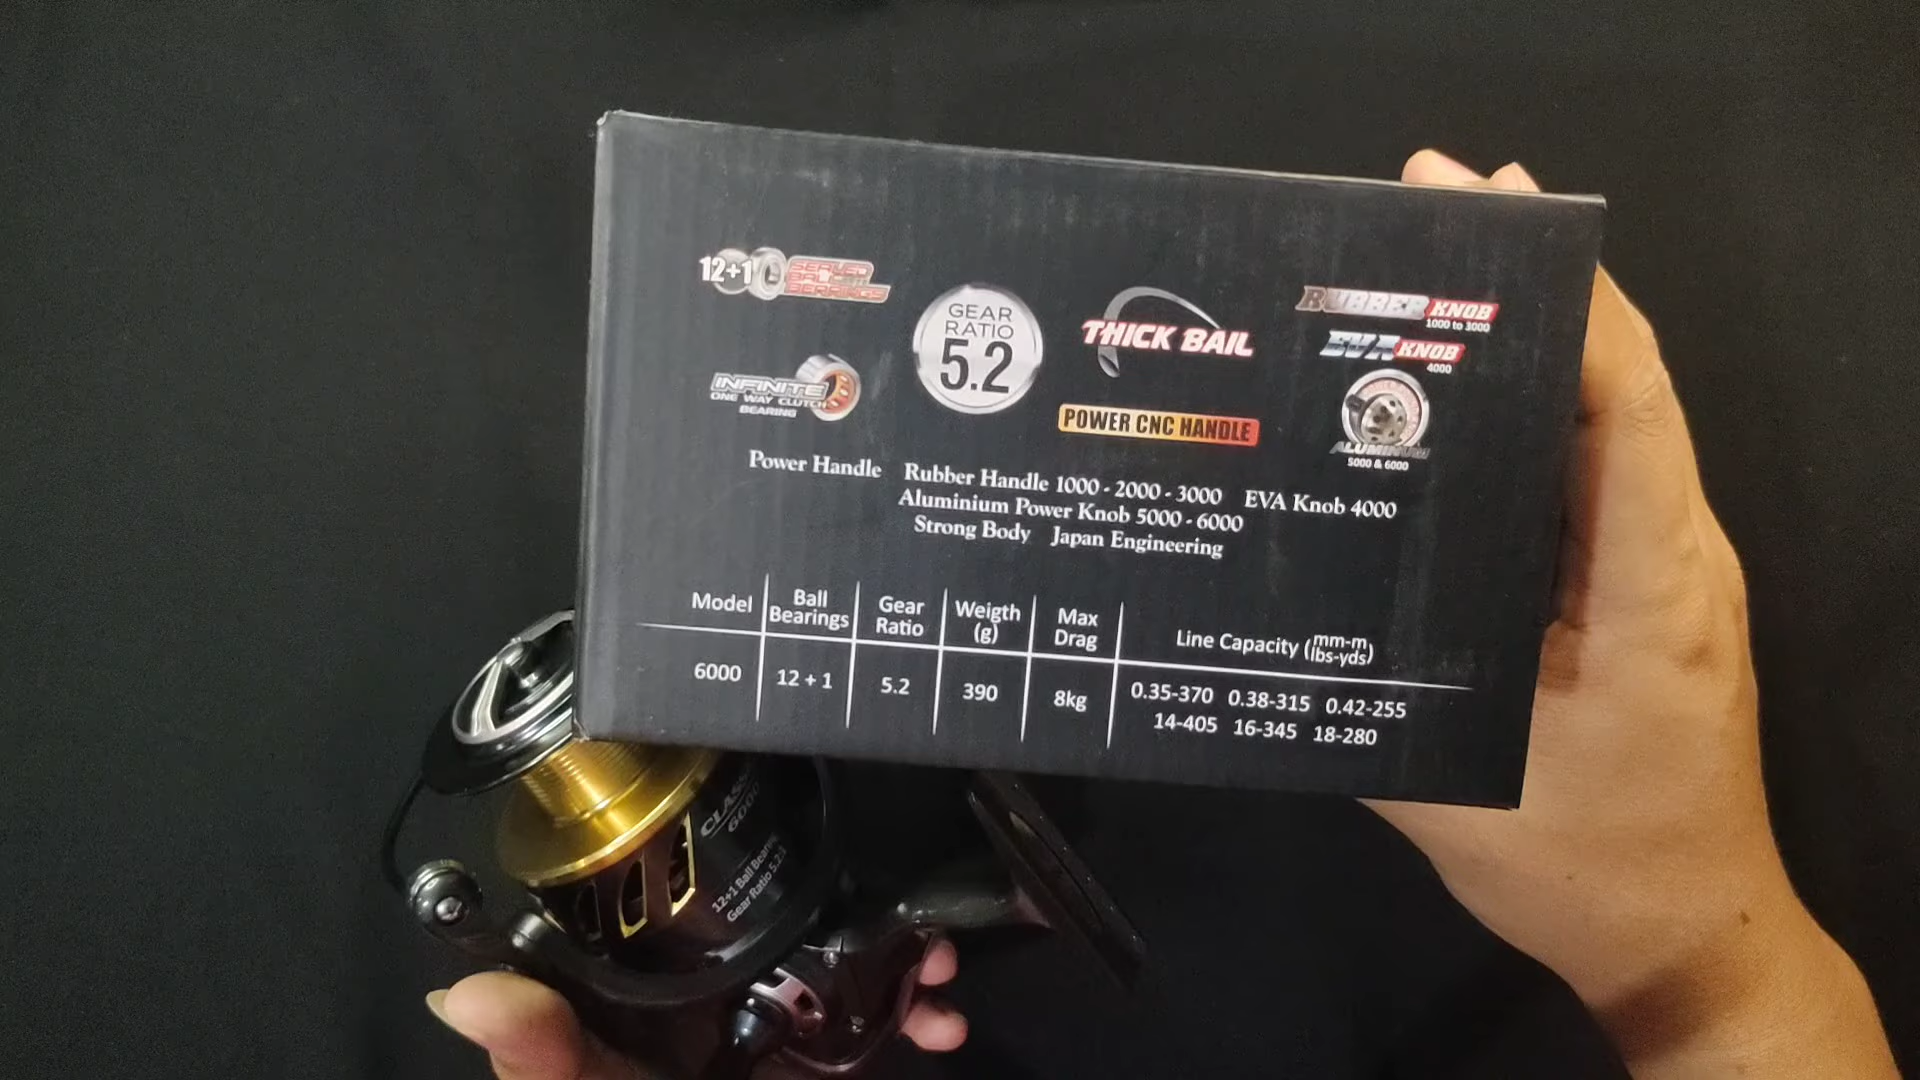 12+1 SEALED BALL BEARINGS
INFINITE
ONE WAY CLUTCH
BEARING
GEAR
RATIO
5.2
THICK BAIL
POWER CNC HANDLE
RUBBER KNOB
1000 to 3000
EVA KNOB
4000
ALUMINUM
5000 & 6000
Power Handle Rubber Handle 1000 - 2000 - 3000 EVA Knob 4000
Aluminium Power Knob 5000 - 6000
Strong Body Japan Engineering
Model Ball Bearings Gear Ratio Weigth (g) Max Drag Line Capacity (mm-m lbs-yds)
6000 12 + 1 5.2 390 8kg 0.35-370 0.38-315 0.42-255
14-405 16-345 18-280
6000
12+1 Ball
Gear Ratio 5.2:1